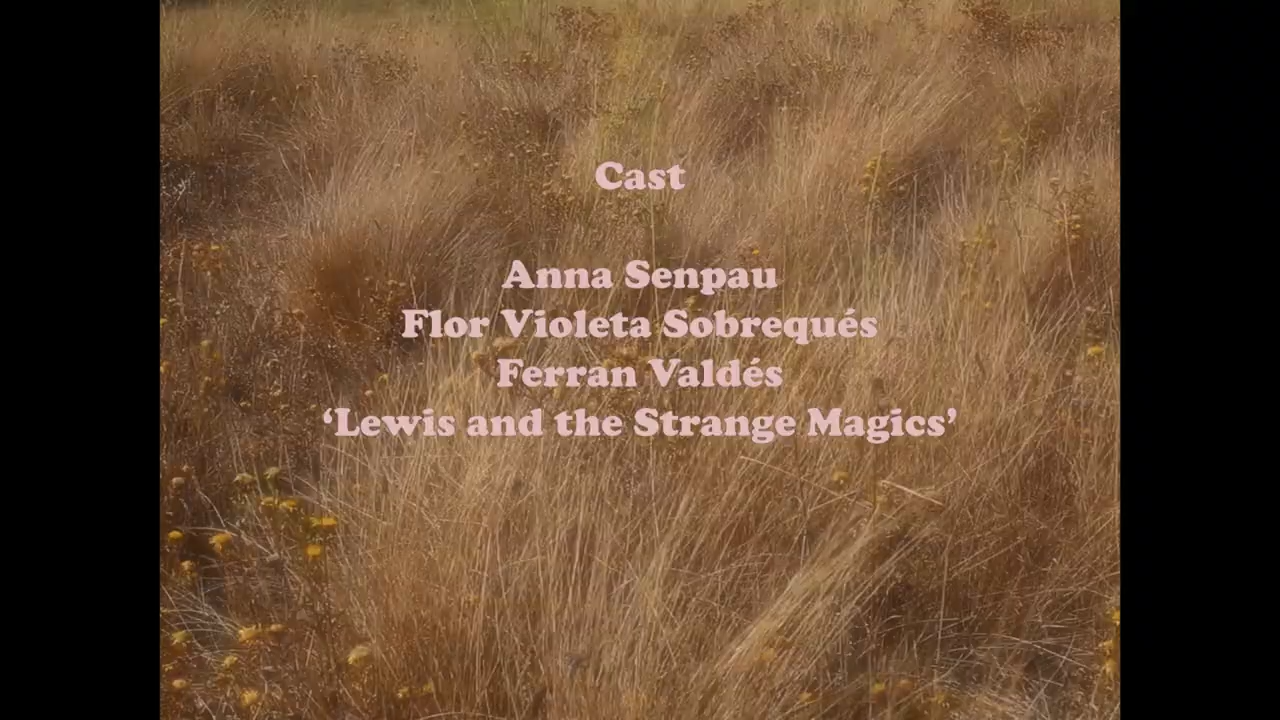 Cast
Anna Senpau
Flor Violeta Sobrequés
Ferran Valdés
‘Lewis and the Strange Magics’